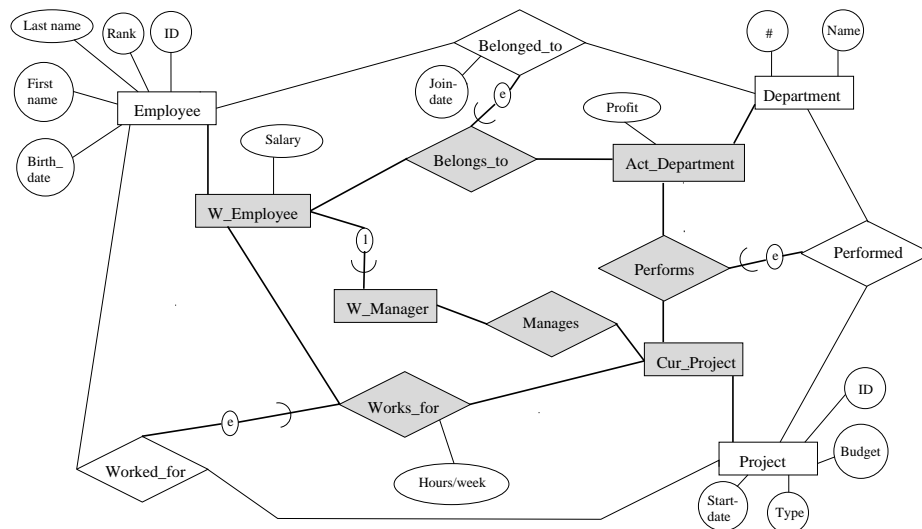 Last name
Rank
ID
Belonged_to
#
Name
First
name
Employee
Join-
date
e
Profit
Department
Birth_
date
Salary
Belongs_to
Act_Department
W_Employee
1
Performs
e
Performed
W_Manager
Manages
Cur_Project
ID
Works_for
e
Worked_for
Hours/week
Project
Budget
Start-
date
Type